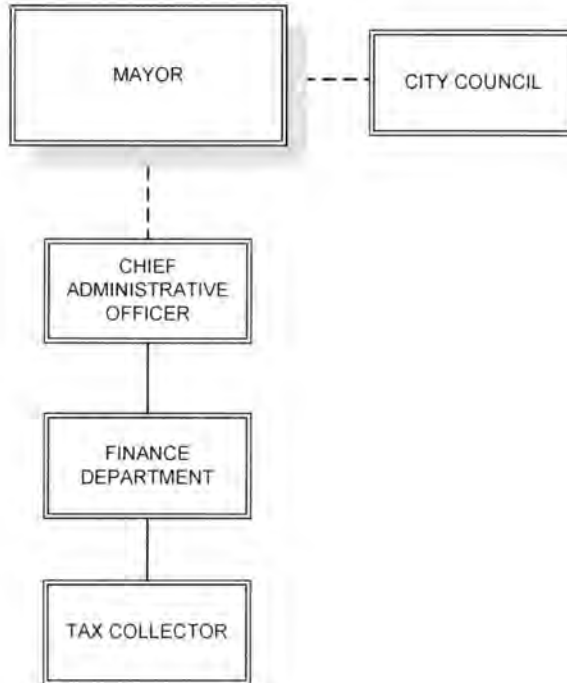 MAYOR
CITY COUNCIL
CHIEF
ADMINISTRATIVE
OFFICER
FINANCE
DEPARTMENT
TAX COLLECTOR